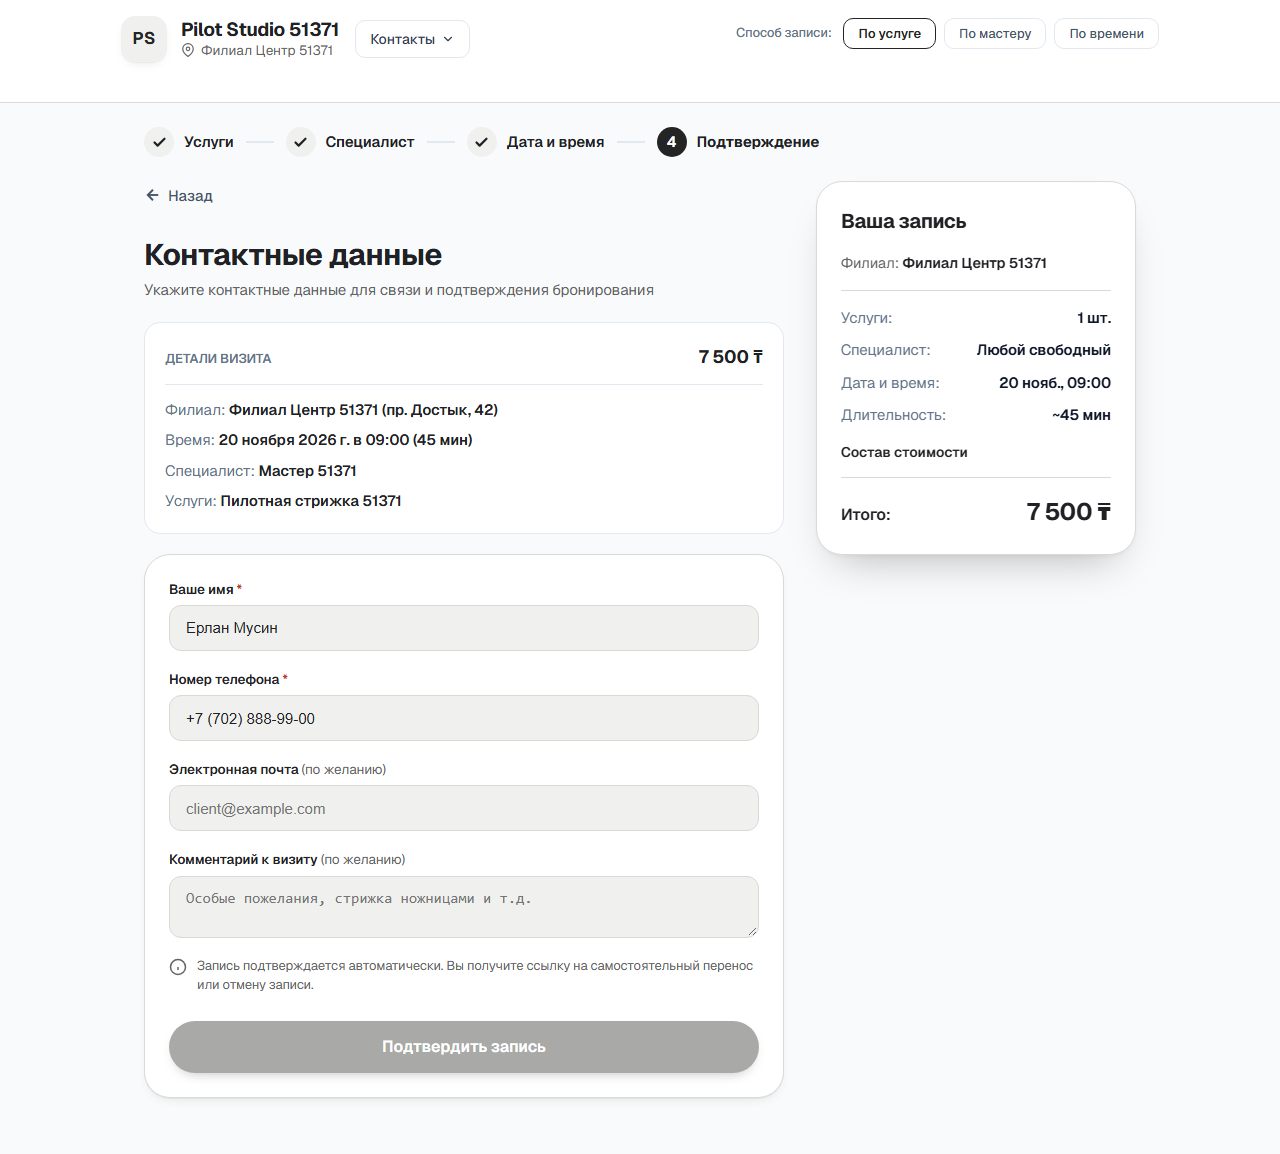 PS
Pilot Studio 51371
Филиал Центр 51371
Контакты
Способ записи:
По услуге
По мастеру
По времени
Услуги
Специалист
Дата и время
4
Подтверждение
Назад
Контактные данные
Укажите контактные данные для связи и подтверждения бронирования
ДЕТАЛИ ВИЗИТА
7 500 ₸
Филиал: Филиал Центр 51371 (пр. Достык, 42)
Время: 20 ноября 2026 г. в 09:00 (45 мин)
Специалист: Мастер 51371
Услуги: Пилотная стрижка 51371
Ваше имя *
Ерлан Мусин
Номер телефона *
+7 (702) 888-99-00
Электронная почта (по желанию)
client@example.com
Комментарий к визиту (по желанию)
Особые пожелания, стрижка ножницами и т.д.
Запись подтверждается автоматически. Вы получите ссылку на самостоятельный перенос
или отмену записи.
Подтвердить запись
Ваша запись
Филиал: Филиал Центр 51371
Услуги: 1 шт.
Специалист: Любой свободный
Дата и время: 20 нояб., 09:00
Длительность: ~45 мин
Состав стоимости
Итого: 7 500 ₸